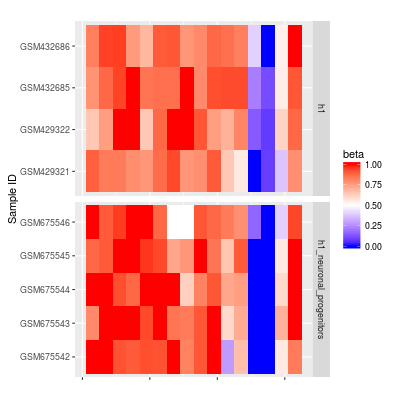 GSM432686
GSM432685
GSM429322
GSM429321
h1
GSM675546
GSM675545
GSM675544
GSM675543
GSM675542
h1_neuronal_progenitors
Sample ID
beta
1.00
0.75
0.50
0.25
0.00